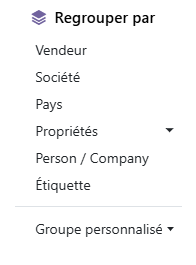 Regrouper par
Vendeur
Société
Pays
Propriétés
Person / Company
Étiquette
Groupe personnalisé